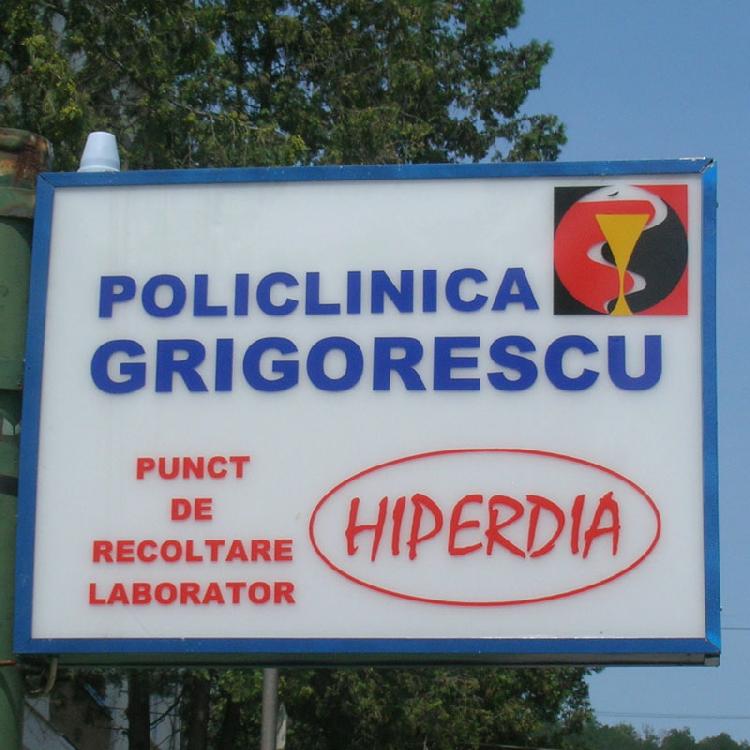 POLICLINICA
GRIGORESCU
PUNCT
DE
RECOLTARE
LABORATOR
HIPERDIA